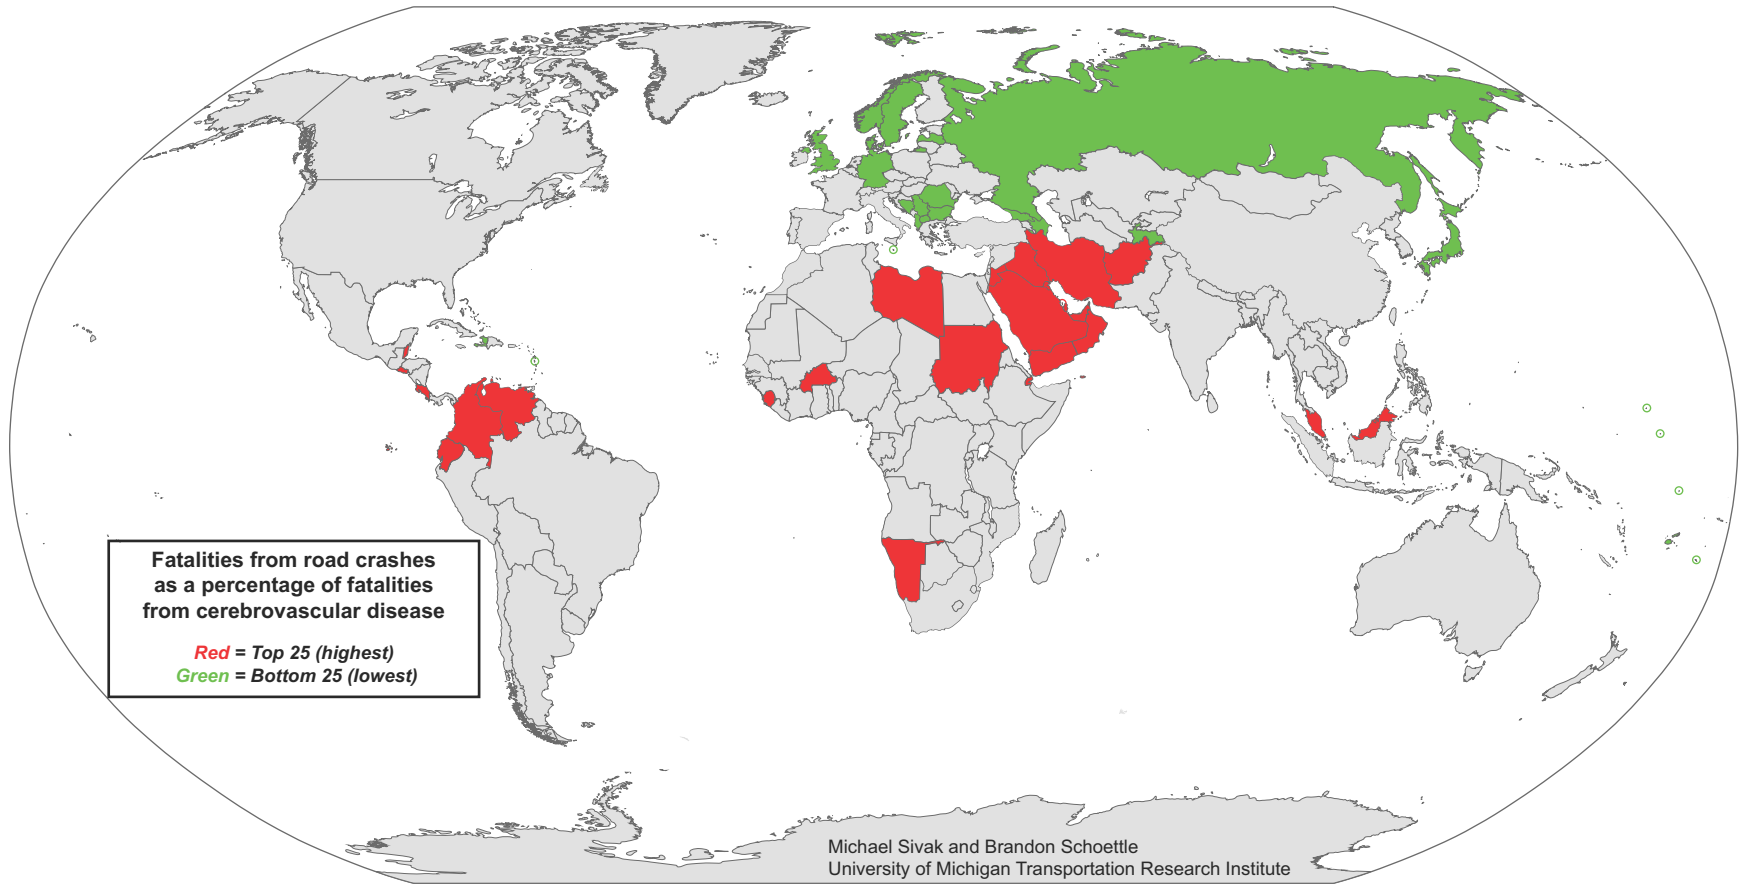 Fatalities from road crashes
as a percentage of fatalities
from cerebrovascular disease
Red = Top 25 (highest)
Green = Bottom 25 (lowest)
Michael Sivak and Brandon Schoettle
University of Michigan Transportation Research Institute